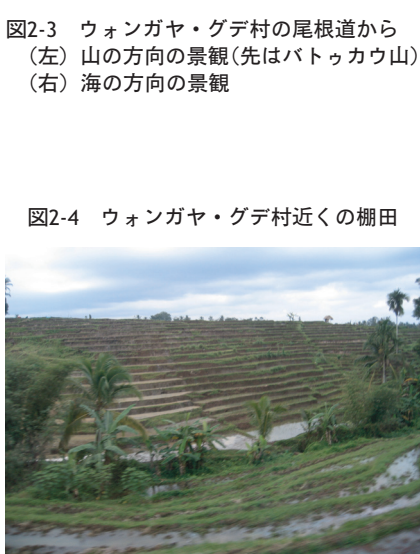 図2-3　ウォンガヤ・グデ村の尾根道から
（左）山の方向の景観（先はバトゥカウ山）
（右）海の方向の景観
図2-4　ウォンガヤ・グデ村近くの棚田